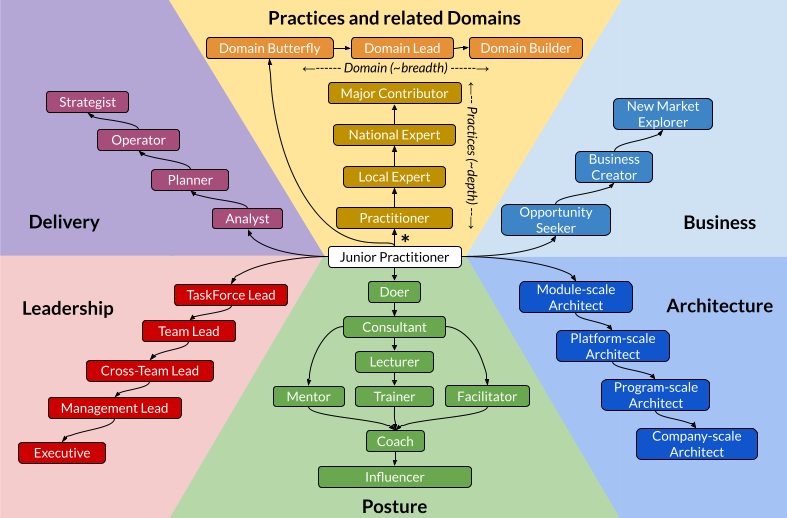 Practices and related Domains
Domain Butterfly
Domain Lead
Domain Builder
←------ Domain (~breadth) ------→
Major Contributor
National Expert
Local Expert
Practitioner
←-- Practices (~depth) --→
*
Junior Practitioner
Strategist
Operator
Planner
Analyst
Delivery
New Market
Explorer
Business
Creator
Opportunity
Seeker
Business
Leadership
TaskForce Lead
Team Lead
Cross-Team Lead
Management Lead
Executive
Doer
Consultant
Lecturer
Mentor
Trainer
Facilitator
Coach
Influencer
Posture
Architecture
Module-scale
Architect
Platform-scale
Architect
Program-scale
Architect
Company-scale
Architect